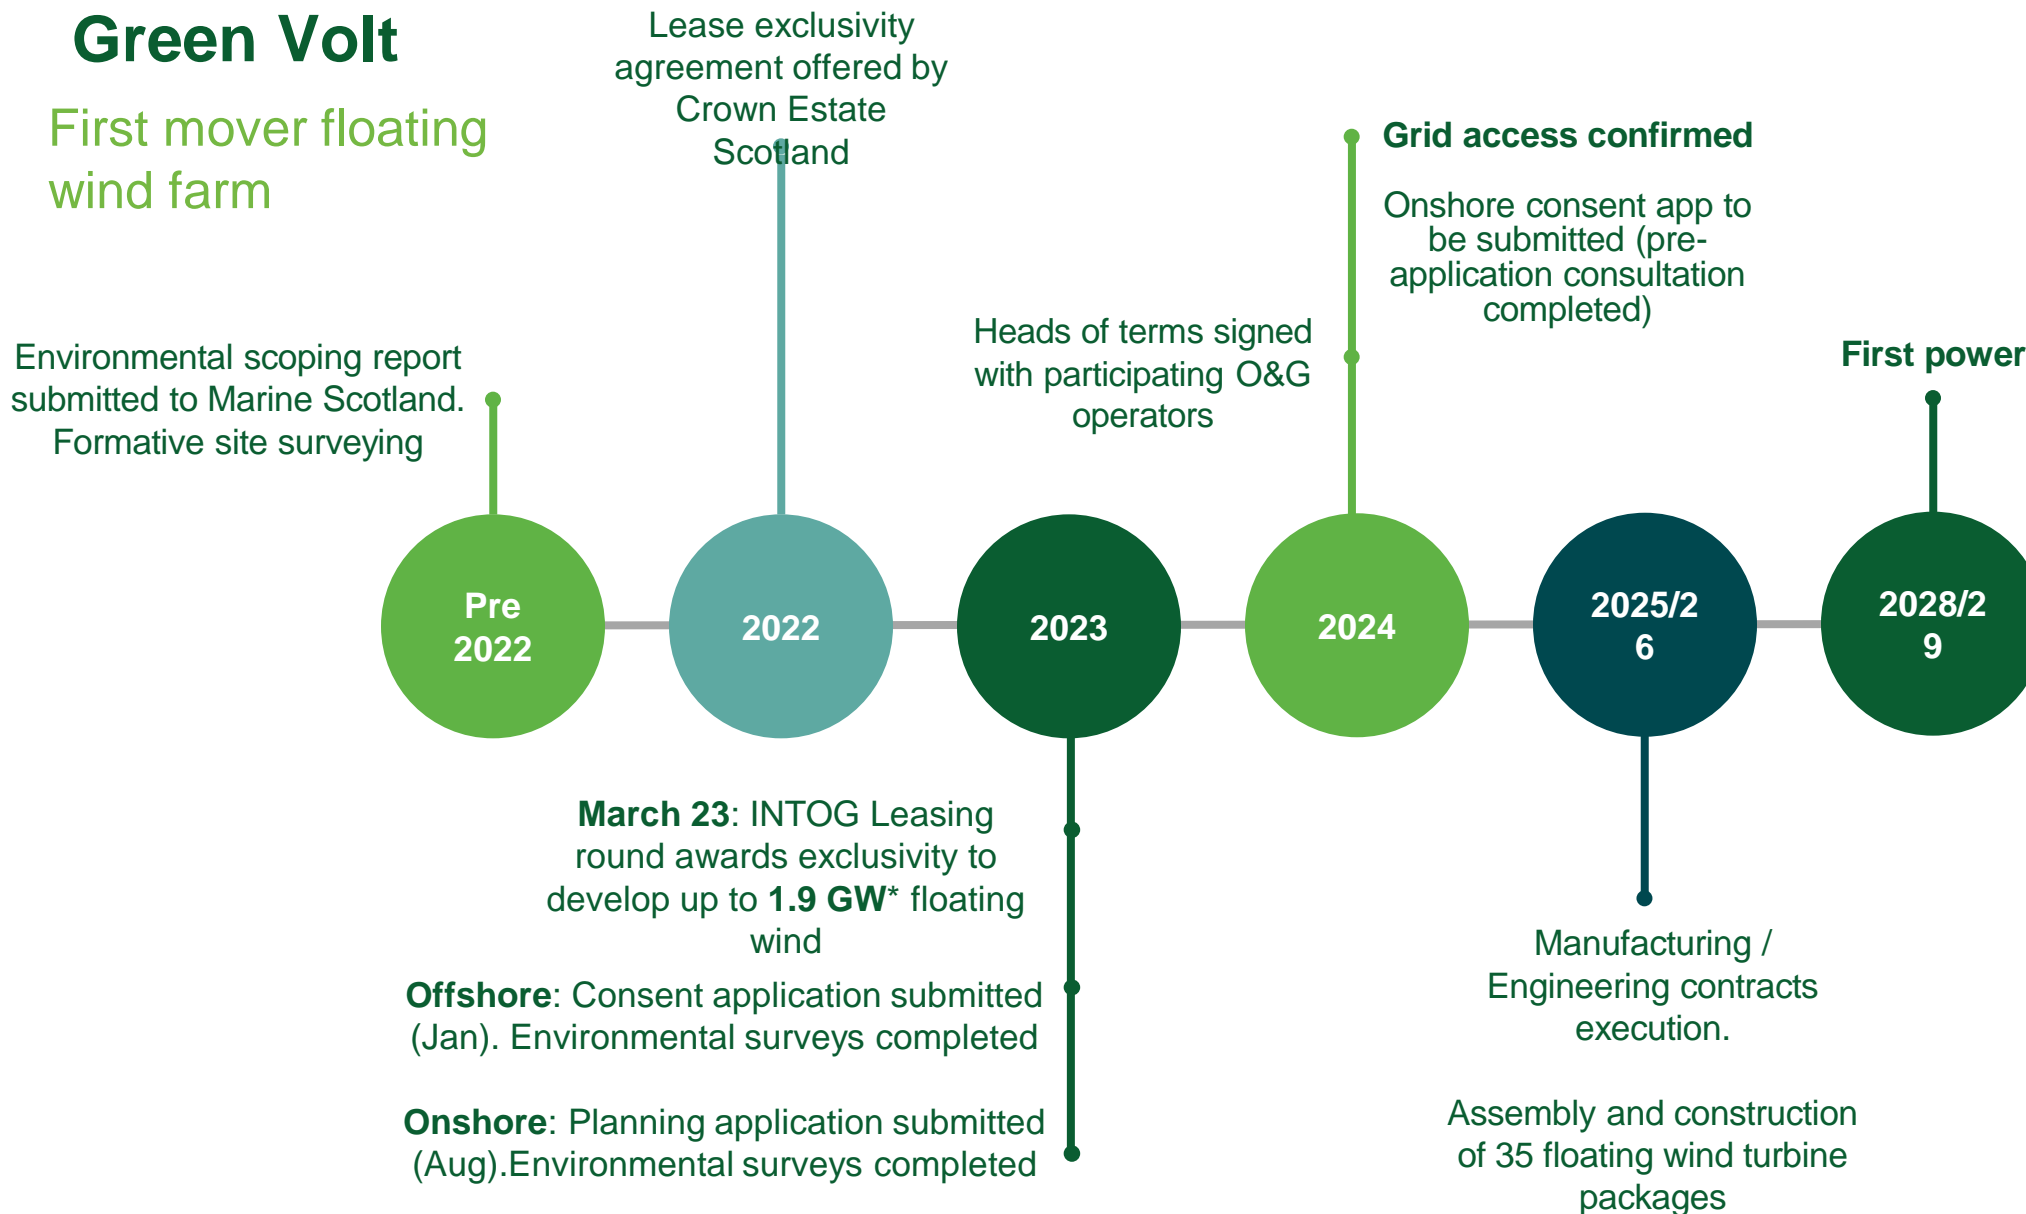 Green Volt
First mover floating
wind farm
Environmental scoping report
submitted to Marine Scotland.
Formative site surveying
Lease exclusivity
agreement offered by
Crown Estate
Scotland
Heads of terms signed
with participating O&G
operators
Grid access confirmed
Onshore consent app to
be submitted (pre-
application consultation
completed)
First power
Pre
2022
2022
2023
2024
2025/2
6
2028/2
9
March 23: INTOG Leasing
round awards exclusivity to
develop up to 1.9 GW* floating
wind
Offshore: Consent application submitted
(Jan). Environmental surveys completed
Onshore: Planning application submitted
(Aug).Environmental surveys completed
Manufacturing /
Engineering contracts
execution.
Assembly and construction
of 35 floating wind turbine
packages